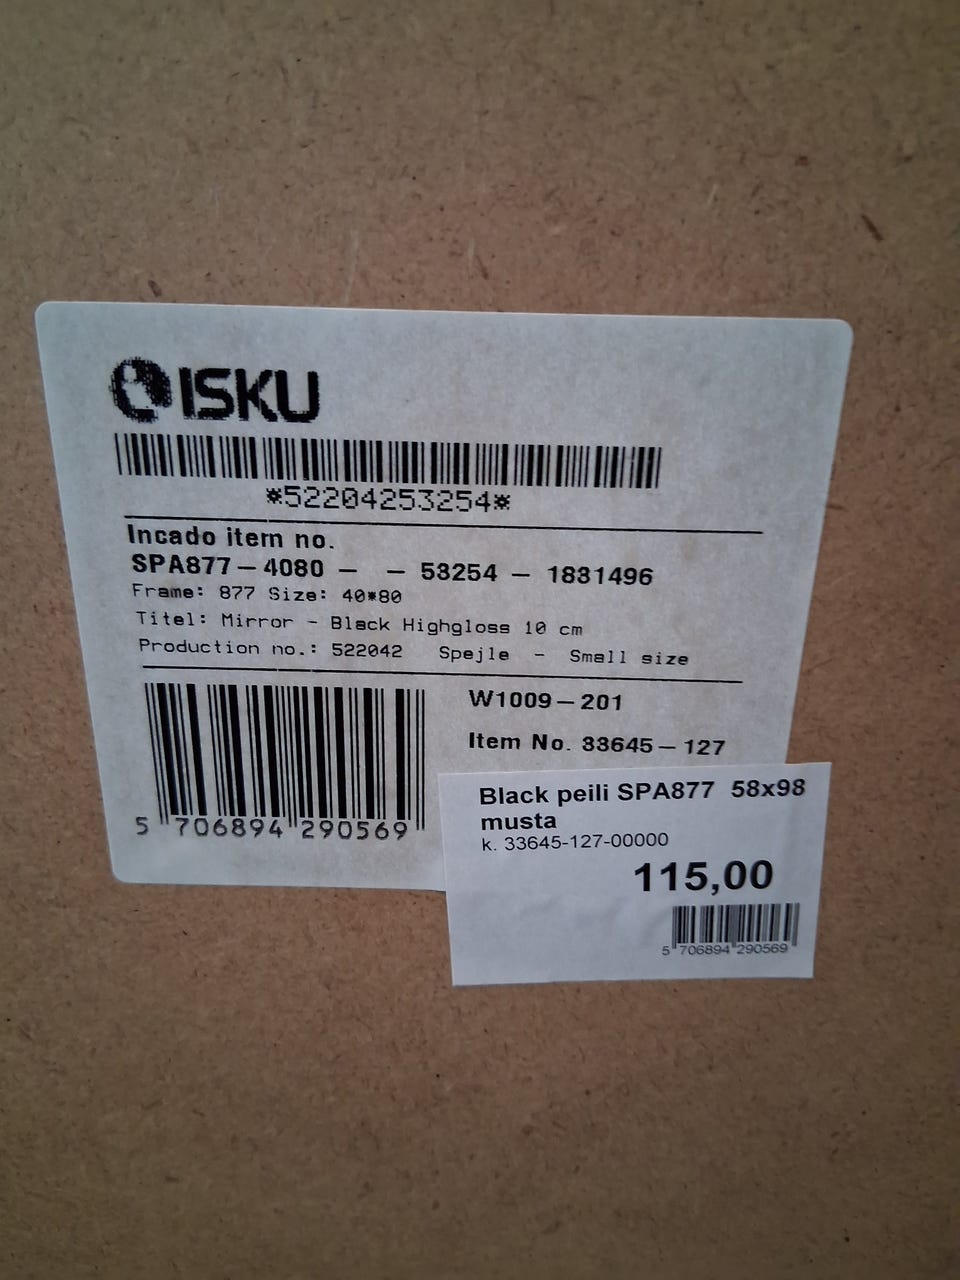 ISKU
*52204253254*
Incado item no.
SPA877-4080 - - 53254 - 1831496
Frame: 877 Size: 40*80
Titel: Mirror - Black Highgloss 10 cm
Production no.: 522042 Spejle - Small size
W1009-201
Item No. 33645-127
5 706894 290569
Black peili SPA877 58x98
musta
k. 33645-127-00000
115,00
5 706894 290569